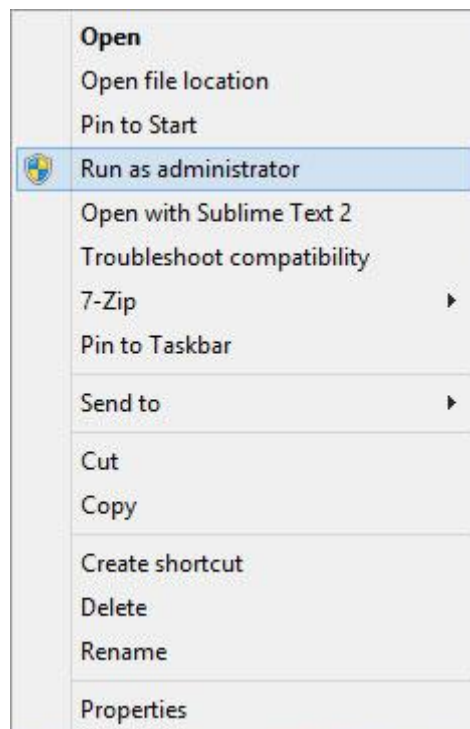 Open
Open file location
Pin to Start
Run as administrator
Open with Sublime Text 2
Troubleshoot compatibility
7-Zip
Pin to Taskbar
Send to
Cut
Copy
Create shortcut
Delete
Rename
Properties